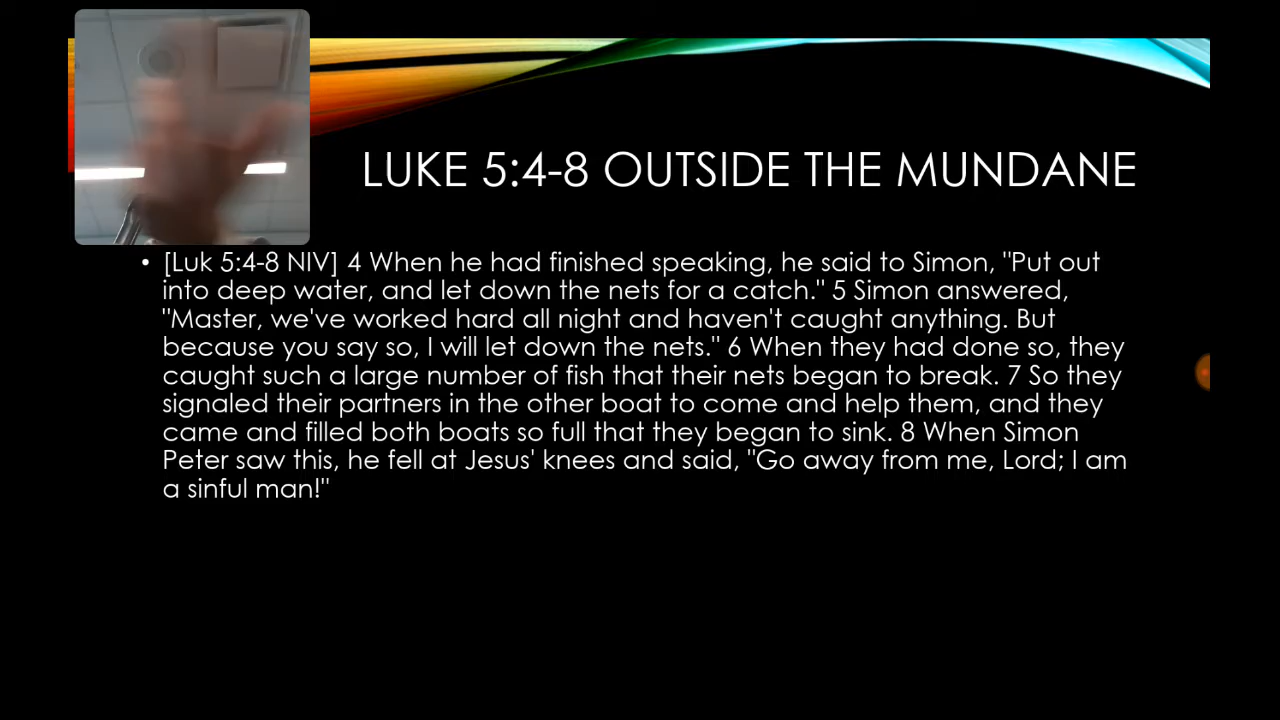 LUKE 5:4-8 OUTSIDE THE MUNDANE
• [Luk 5:4-8 NIV] 4 When he had finished speaking, he said to Simon, "Put out
into deep water, and let down the nets for a catch." 5 Simon answered,
"Master, we've worked hard all night and haven't caught anything. But
because you say so, I will let down the nets." 6 When they had done so, they
caught such a large number of fish that their nets began to break. 7 So they
signaled their partners in the other boat to come and help them, and they
came and filled both boats so full that they began to sink. 8 When Simon
Peter saw this, he fell at Jesus' knees and said, "Go away from me, Lord; I am
a sinful man!"